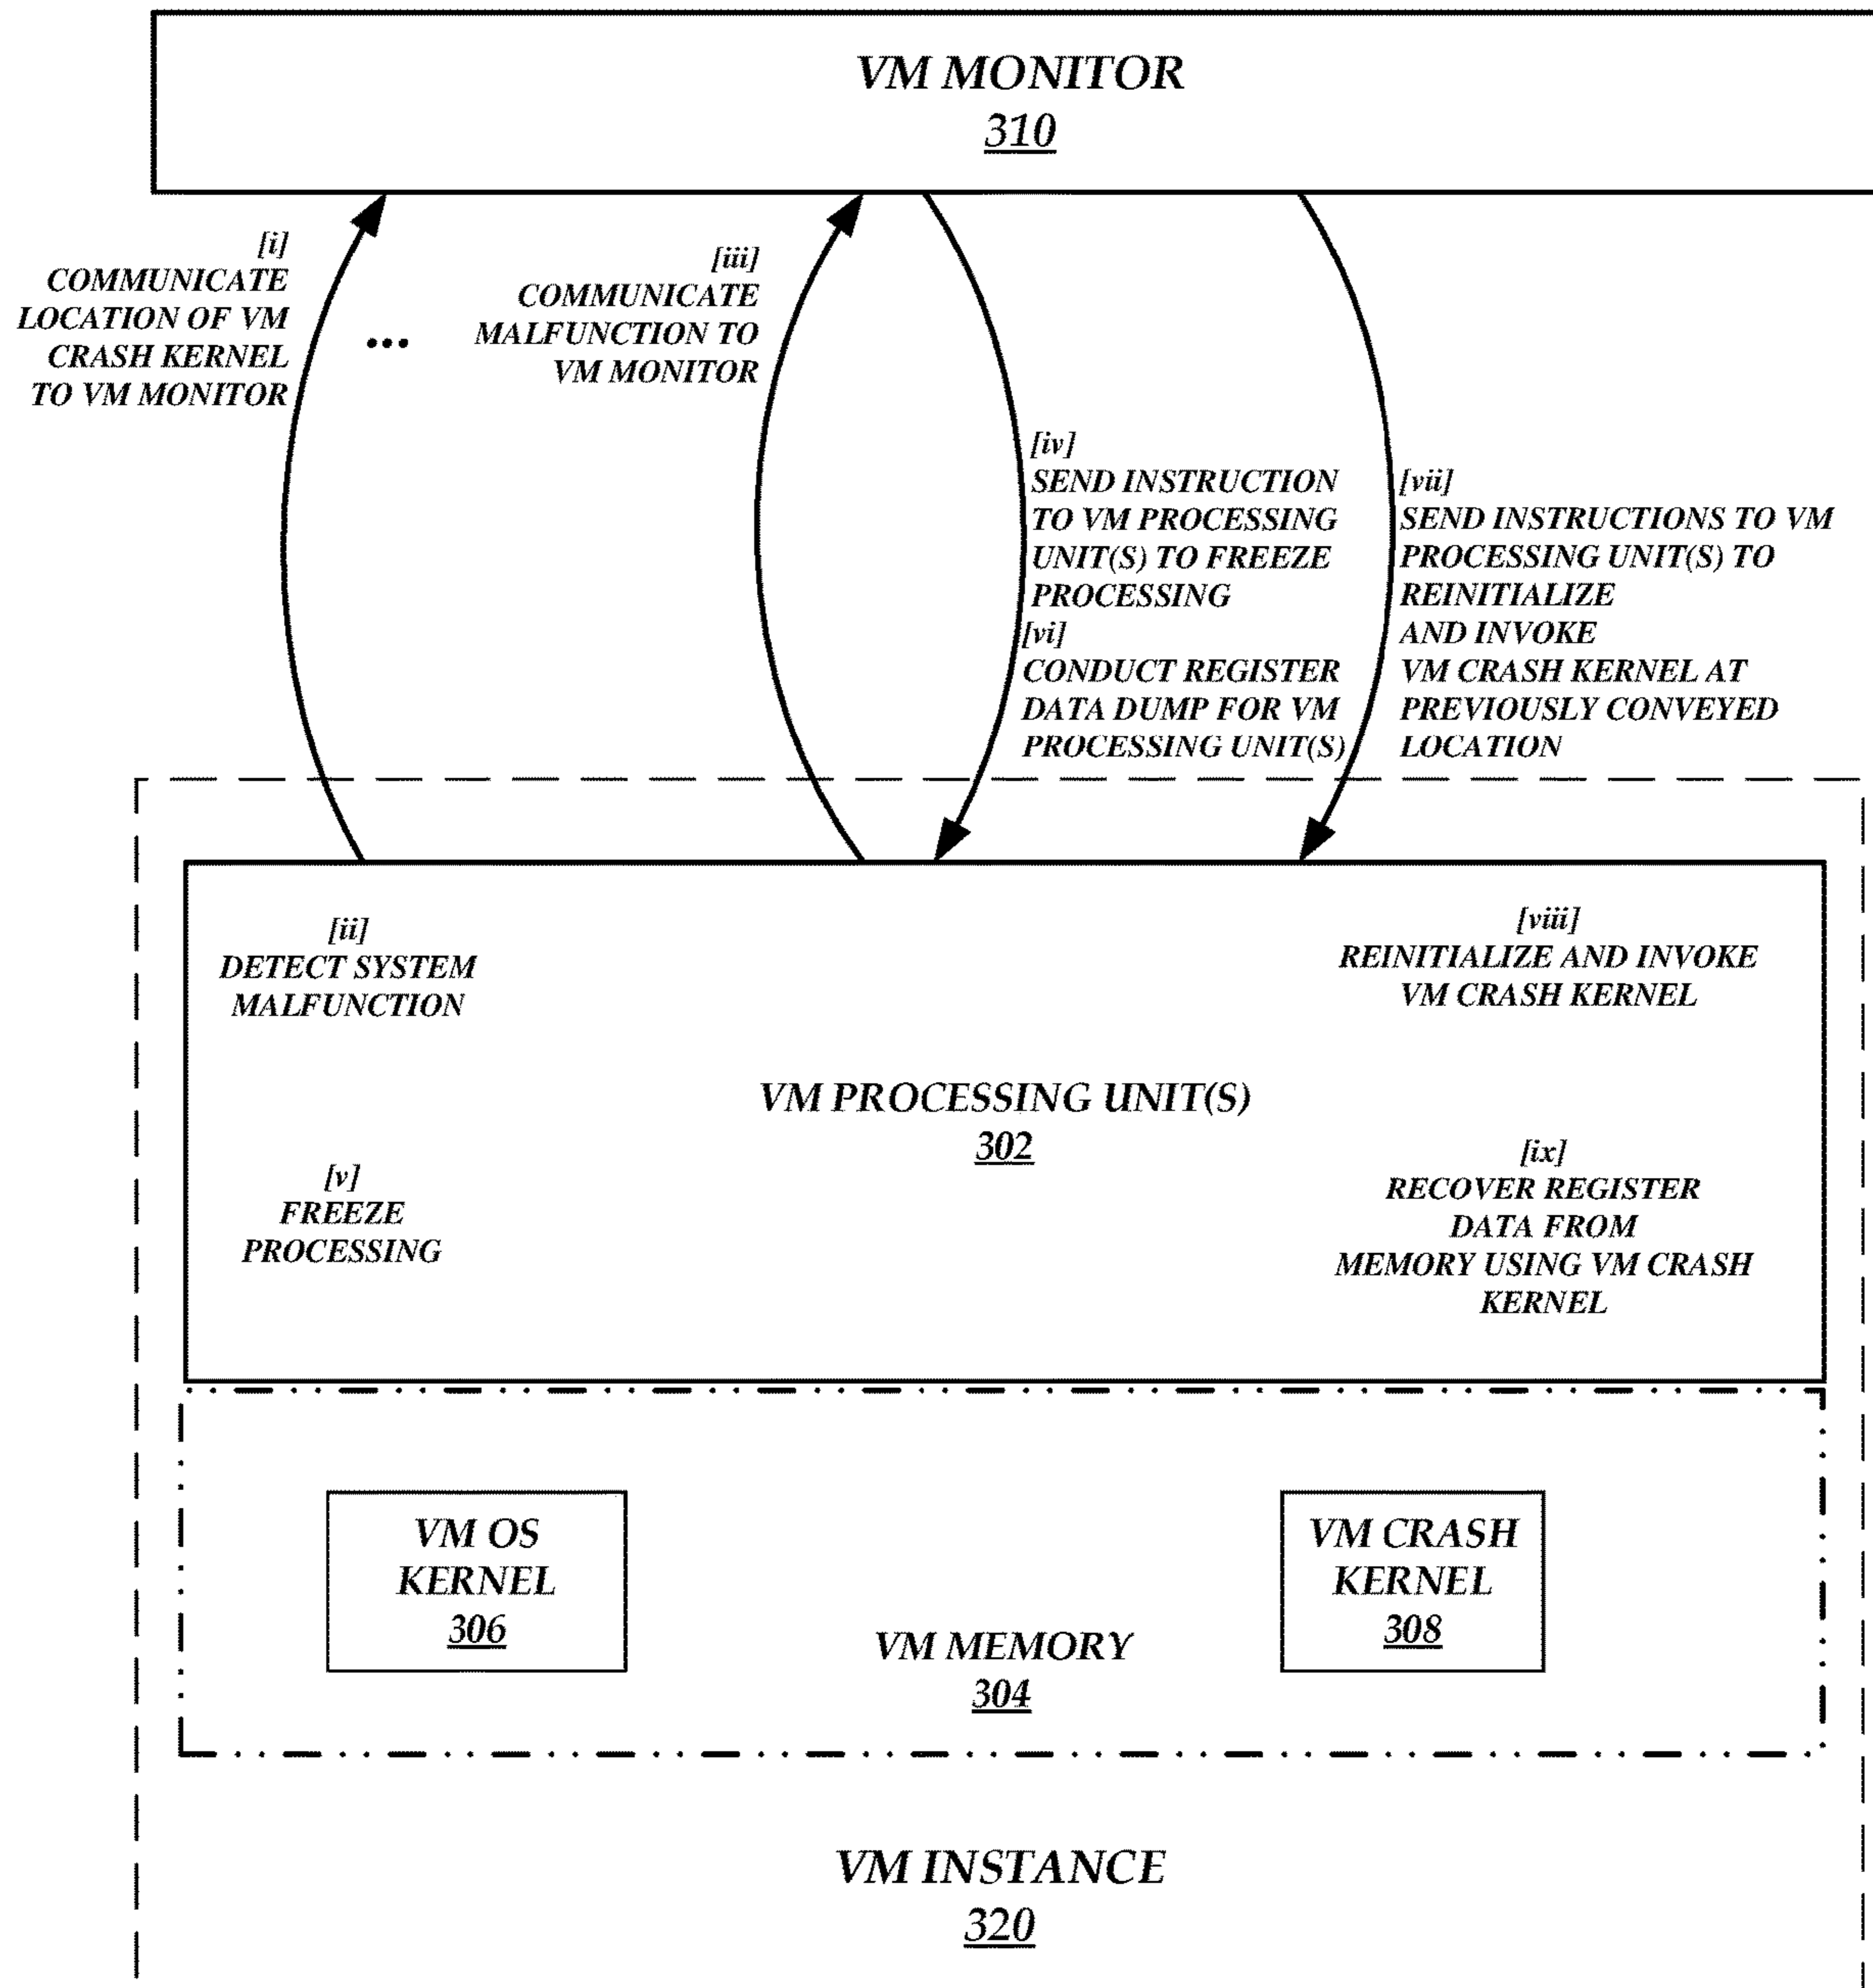 VM MONITOR
310
[i]
COMMUNICATE
LOCATION OF VM
CRASH KERNEL
TO VM MONITOR
...
[iii]
COMMUNICATE
MALFUNCTION TO
VM MONITOR
[iv]
SEND INSTRUCTION
TO VM PROCESSING
UNIT(S) TO FREEZE
PROCESSING
[vi]
CONDUCT REGISTER
DATA DUMP FOR VM
PROCESSING UNIT(S)
[vii]
SEND INSTRUCTIONS TO VM
PROCESSING UNIT(S) TO
REINITIALIZE
AND INVOKE
VM CRASH KERNEL AT
PREVIOUSLY CONVEYED
LOCATION
[ii]
DETECT SYSTEM
MALFUNCTION
[viii]
REINITIALIZE AND INVOKE
VM CRASH KERNEL
VM PROCESSING UNIT(S)
302
[v]
FREEZE
PROCESSING
[ix]
RECOVER REGISTER
DATA FROM
MEMORY USING VM CRASH
KERNEL
VM OS
KERNEL
306
VM CRASH
KERNEL
308
VM MEMORY
304
VM INSTANCE
320